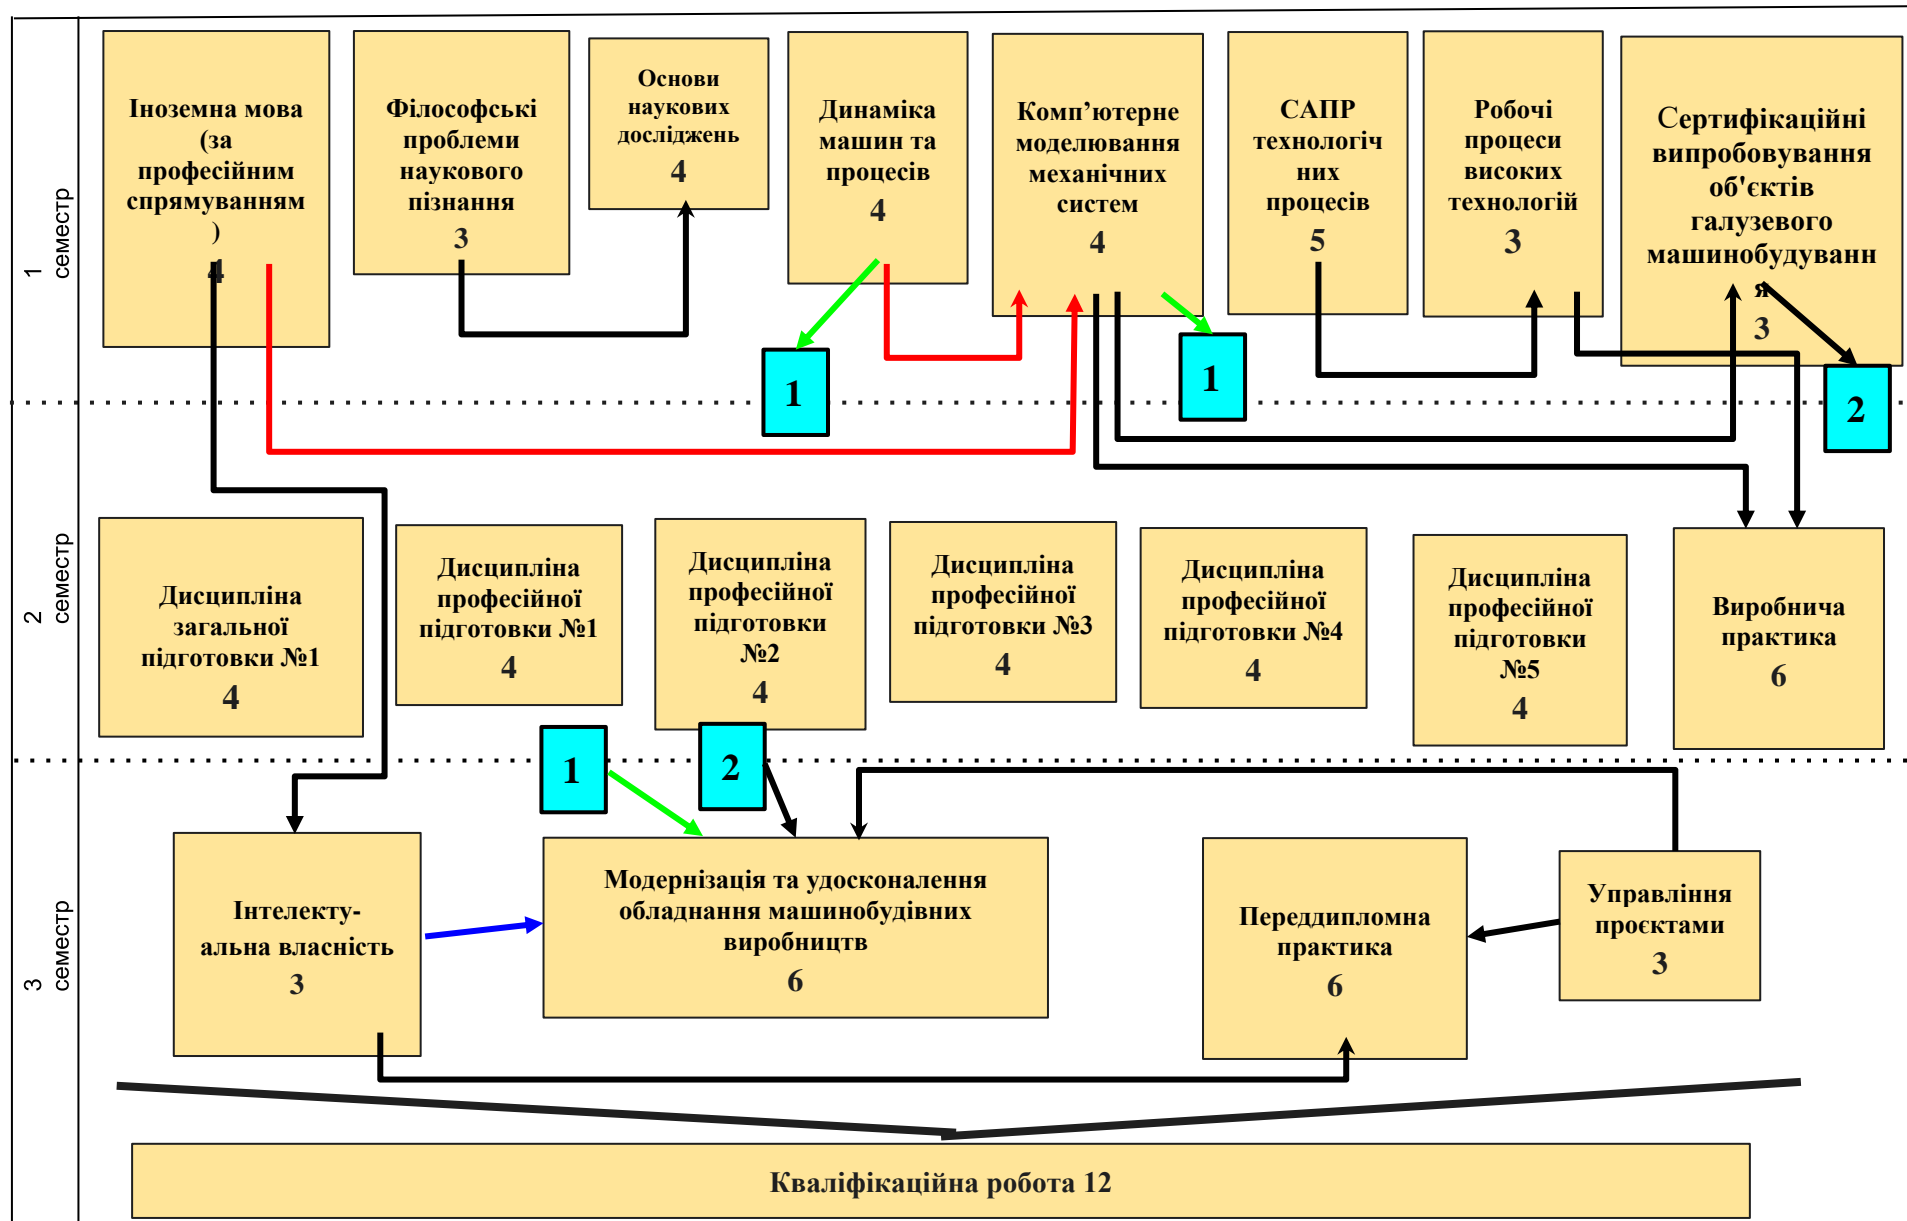 1
семестр
Іноземна мова
(за
професійним
спрямуванням
)
4
Філософські
проблеми
наукового
пізнання
3
Основи
наукових
досліджень
4
Динаміка
машин та
процесів
4
Комп’ютерне
моделювання
механічних
систем
4
САПР
технологіч
них
процесів
5
Робочі
процеси
високих
технологій
3
Сертифікаційні
випробовування
об'єктів
галузевого
машинобудуванн
я
3
1
1
2
2
семестр
Дисципліна
загальної
підготовки №1
4
Дисципліна
професійної
підготовки №1
4
Дисципліна
професійної
підготовки
№2
4
Дисципліна
професійної
підготовки №3
4
Дисципліна
професійної
підготовки №4
4
Дисципліна
професійної
підготовки
№5
4
Виробнича
практика
6
1
2
3
семестр
Інтелекту-
альна власність
3
Модернізація та удосконалення
обладнання машинобудівних
виробництв
6
Переддипломна
практика
6
Управління
проєктами
3
Кваліфікаційна робота 12